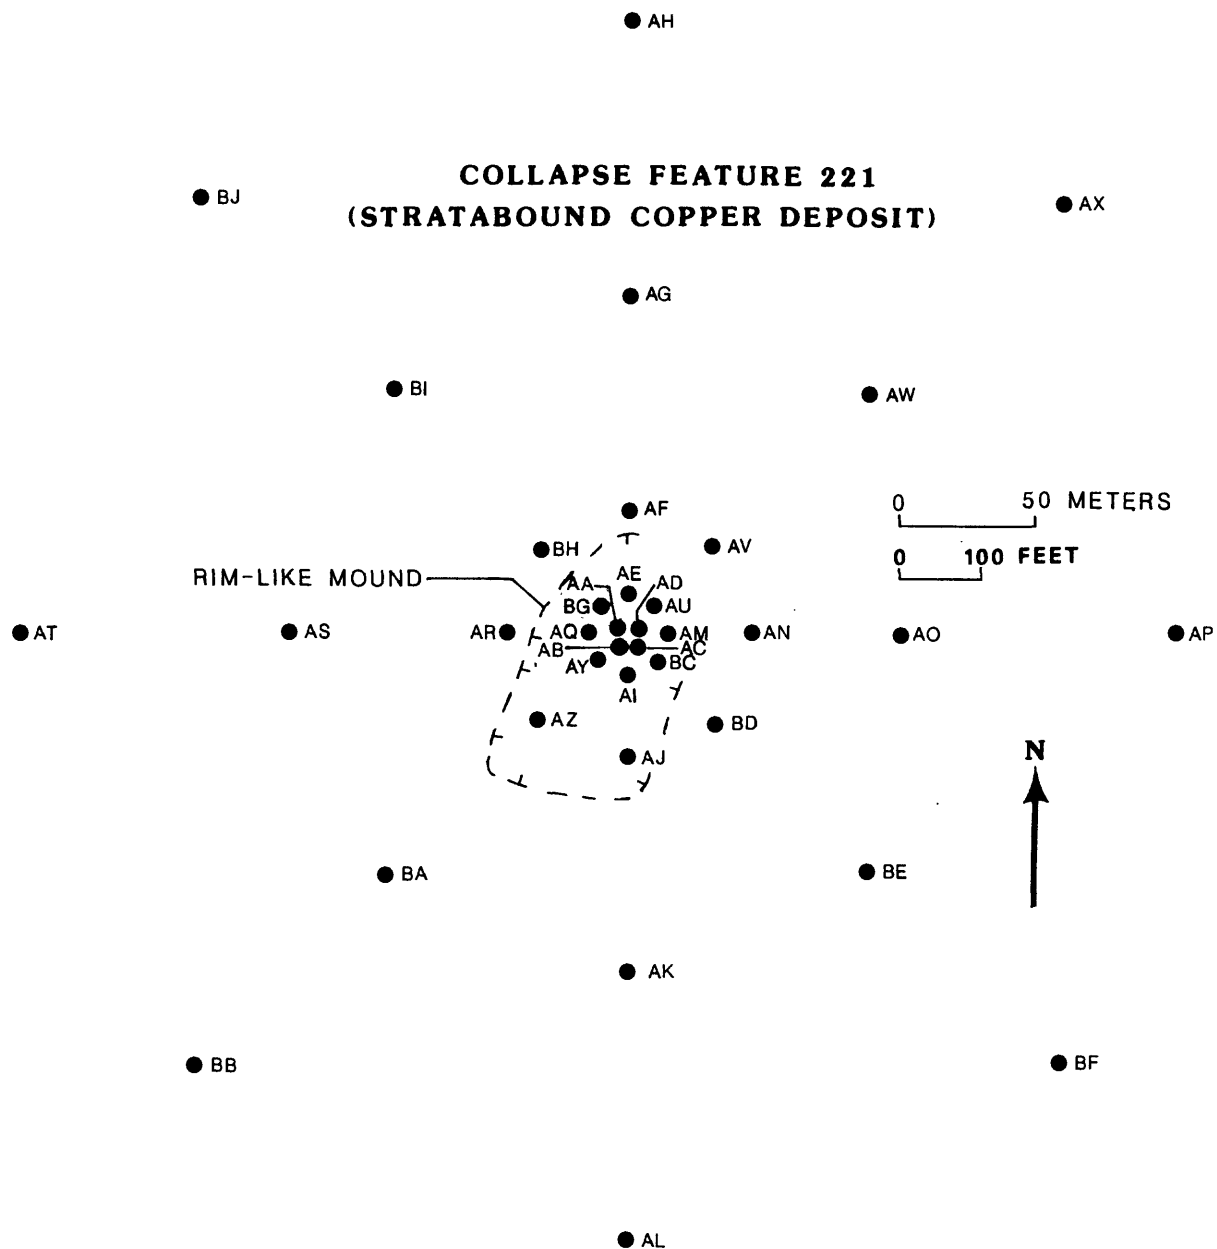 AH
COLLAPSE FEATURE 221
(STRATABOUND COPPER DEPOSIT)
BJ
AX
AG
BI
AW
0 50 METERS
0 100 FEET
AF
BH
AV
RIM-LIKE MOUND
AA
AE
AD
BG
AU
AT
AS
AR
AQ
AM
AN
AO
AP
AB
AC
AY
BC
AI
AZ
BD
AJ
N
BA
BE
AK
BB
BF
AL